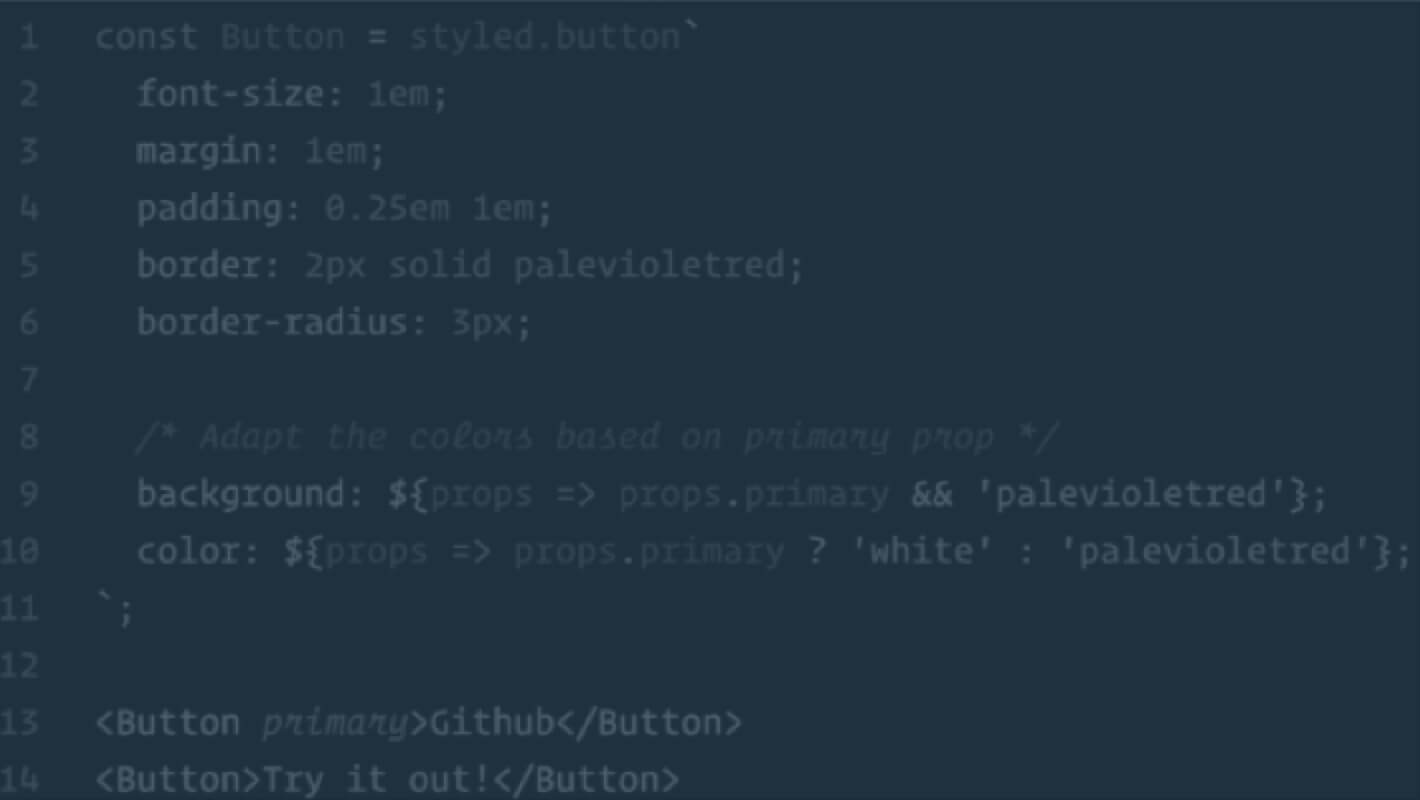 1 const Button = styled.button`
2 font-size: 1em;
3 margin: 1em;
4 padding: 0.25em 1em;
5 border: 2px solid palevioletred;
6 border-radius: 3px;
7
8 /* Adapt the colors based on primary prop */
9 background: ${props => props.primary && 'palevioletred'};
10 color: ${props => props.primary ? 'white' : 'palevioletred'};
11 `;
12
13 <Button primary>Github</Button>
14 <Button>Try it out!</Button>